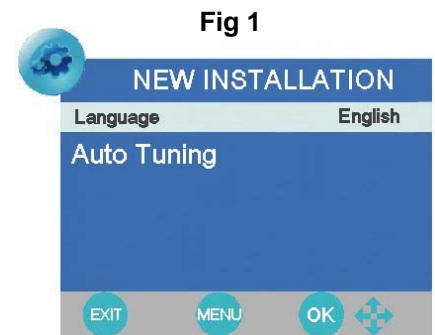 Fig 1
NEW INSTALLATION
Language English
Auto Tuning
EXIT MENU OK